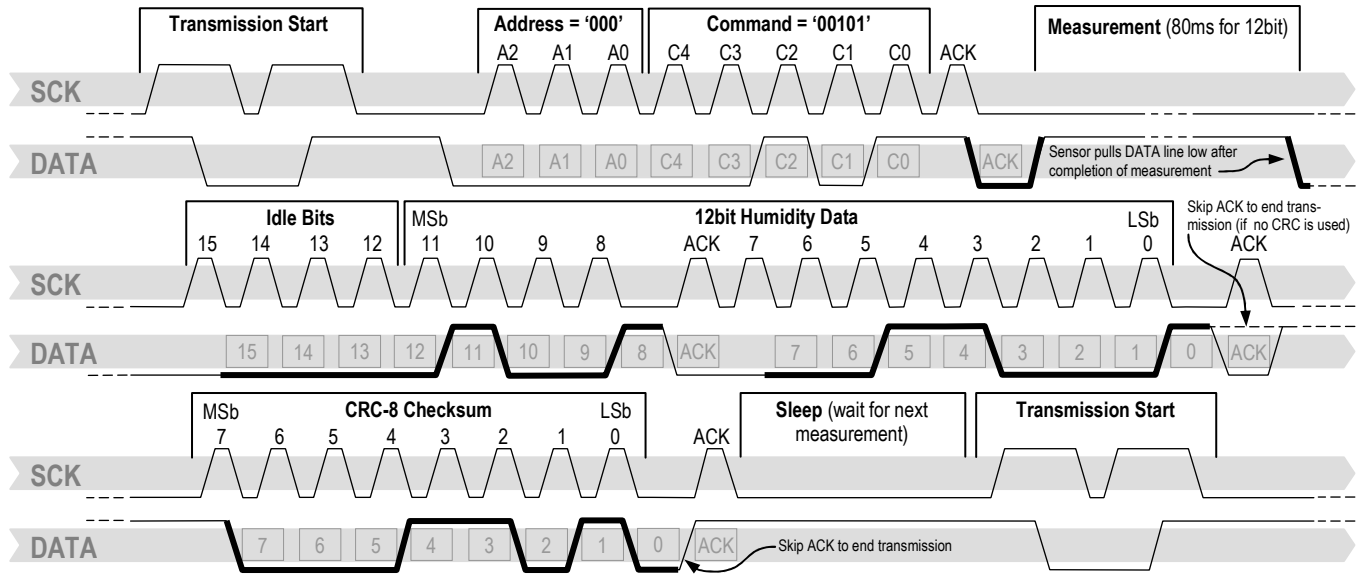 Transmission Start Address = ‘000’ Command = ‘00101’ Measurement (80ms for 12bit)
A2 A1 A0 C4 C3 C2 C1 C0 ACK
SCK
DATA A2 A1 A0 C4 C3 C2 C1 C0 ACK
Sensor pulls DATA line low after
completion of measurement
Idle Bits MSb 12bit Humidity Data LSb
Skip ACK to end trans-
mission (if no CRC is used)
15 14 13 12 11 10 9 8 ACK 7 6 5 4 3 2 1 0 ACK
SCK
DATA 15 14 13 12 11 10 9 8 ACK 7 6 5 4 3 2 1 0 ACK
MSb CRC-8 Checksum LSb
Sleep (wait for next
measurement)
Transmission Start
7 6 5 4 3 2 1 0 ACK
SCK
DATA 7 6 5 4 3 2 1 0 ACK
Skip ACK to end transmission